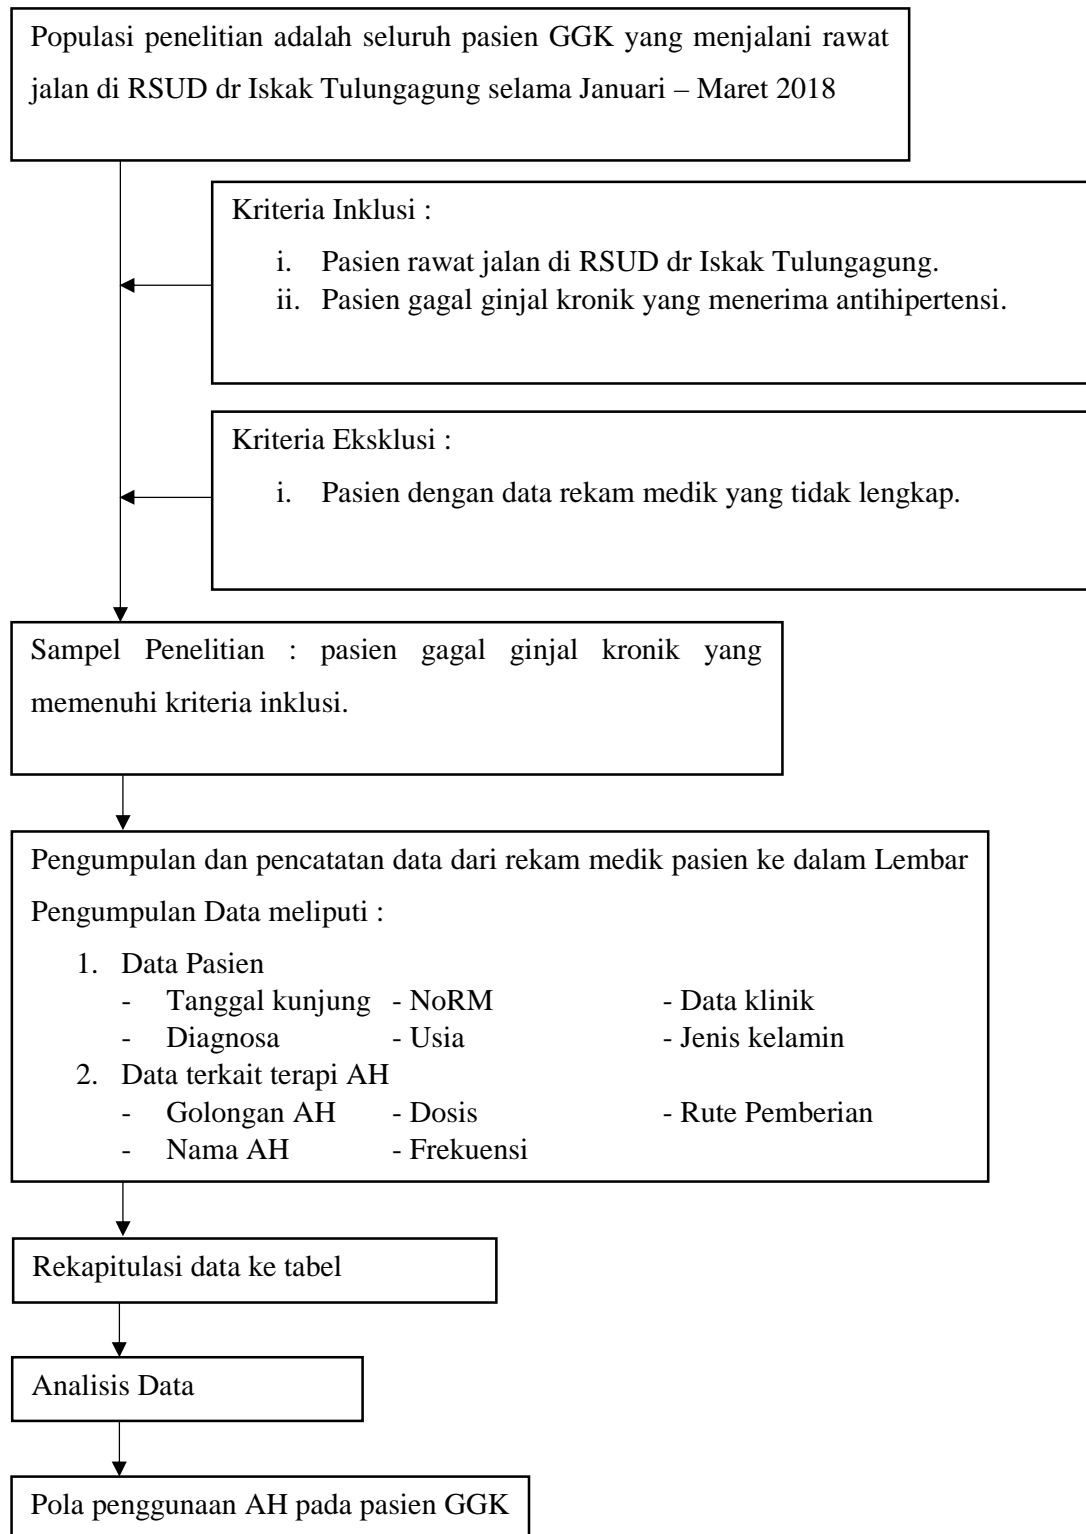 Populasi penelitian adalah seluruh pasien GGK yang menjalani rawat
jalan di RSUD dr Iskak Tulungagung selama Januari – Maret 2018
Kriteria Inklusi :
i. Pasien rawat jalan di RSUD dr Iskak Tulungagung.
ii. Pasien gagal ginjal kronik yang menerima antihipertensi.
Kriteria Eksklusi :
i. Pasien dengan data rekam medik yang tidak lengkap.
Sampel Penelitian : pasien gagal ginjal kronik yang
memenuhi kriteria inklusi.
Pengumpulan dan pencatatan data dari rekam medik pasien ke dalam Lembar
Pengumpulan Data meliputi :
1. Data Pasien
- Tanggal kunjung - NoRM - Data klinik
- Diagnosa - Usia - Jenis kelamin
2. Data terkait terapi AH
- Golongan AH - Dosis - Rute Pemberian
- Nama AH - Frekuensi
Rekapitulasi data ke tabel
Analisis Data
Pola penggunaan AH pada pasien GGK